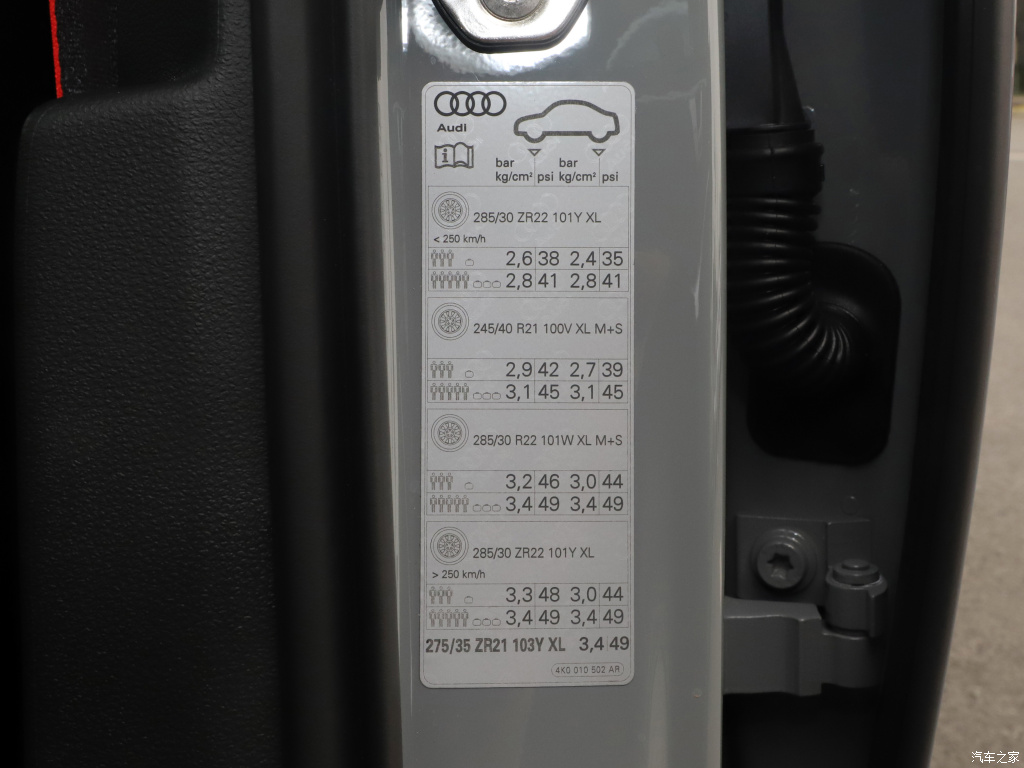 Audi
bar bar
kg/cm² psi kg/cm² psi
285/30 ZR22 101Y XL
< 250 km/h
2,6 38 2,4 35
2,8 41 2,8 41
245/40 R21 100V XL M+S
2,9 42 2,7 39
3,1 45 3,1 45
285/30 R22 101W XL M+S
3,2 46 3,0 44
3,4 49 3,4 49
285/30 ZR22 101Y XL
> 250 km/h
3,3 48 3,0 44
3,4 49 3,4 49
275/35 ZR21 103Y XL 3,4 49
4K0 010 502 AR
汽车之家